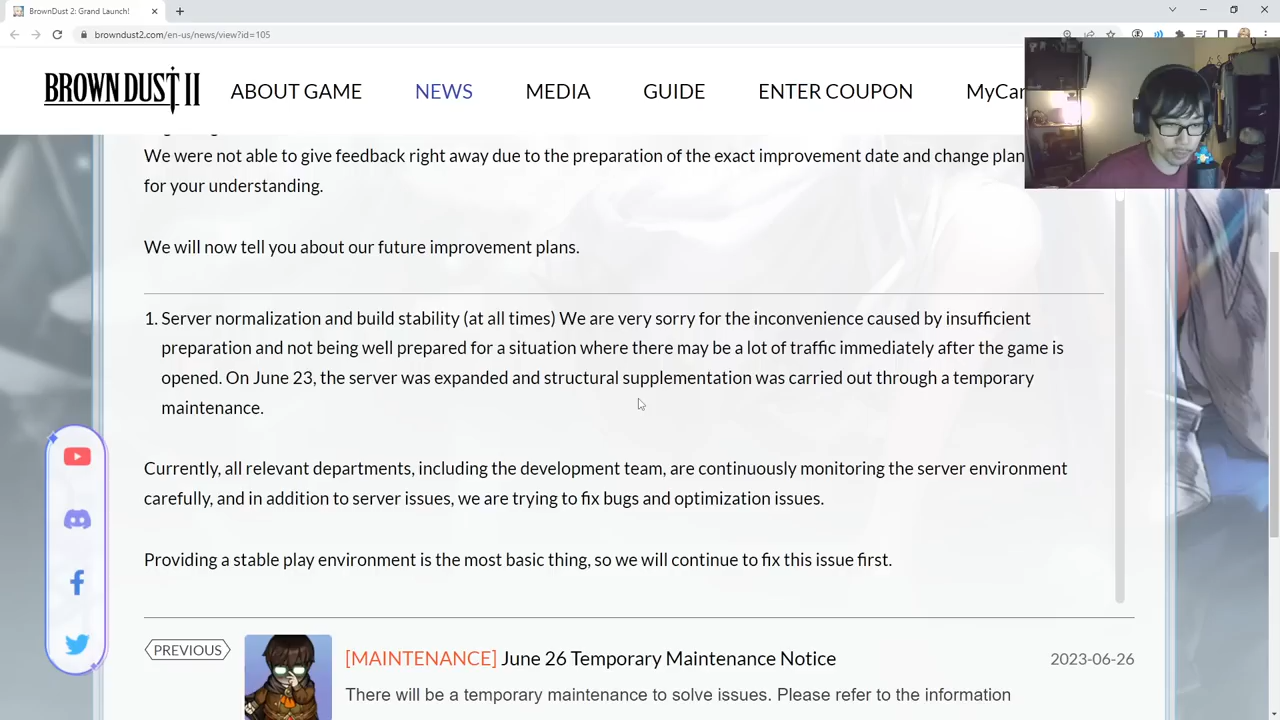 BrownDust 2: Grand Launch!
browndust2.com/en-us/news/view?id=105
BROWN DUST II
ABOUT GAME
NEWS
MEDIA
GUIDE
ENTER COUPON
We were not able to give feedback right away due to the preparation of the exact improvement date and change plan
for your understanding.
We will now tell you about our future improvement plans.
1. Server normalization and build stability (at all times) We are very sorry for the inconvenience caused by insufficient
preparation and not being well prepared for a situation where there may be a lot of traffic immediately after the game is
opened. On June 23, the server was expanded and structural supplementation was carried out through a temporary
maintenance.
Currently, all relevant departments, including the development team, are continuously monitoring the server environment
carefully, and in addition to server issues, we are trying to fix bugs and optimization issues.
Providing a stable play environment is the most basic thing, so we will continue to fix this issue first.
PREVIOUS
[MAINTENANCE] June 26 Temporary Maintenance Notice
2023-06-26
There will be a temporary maintenance to solve issues. Please refer to the information